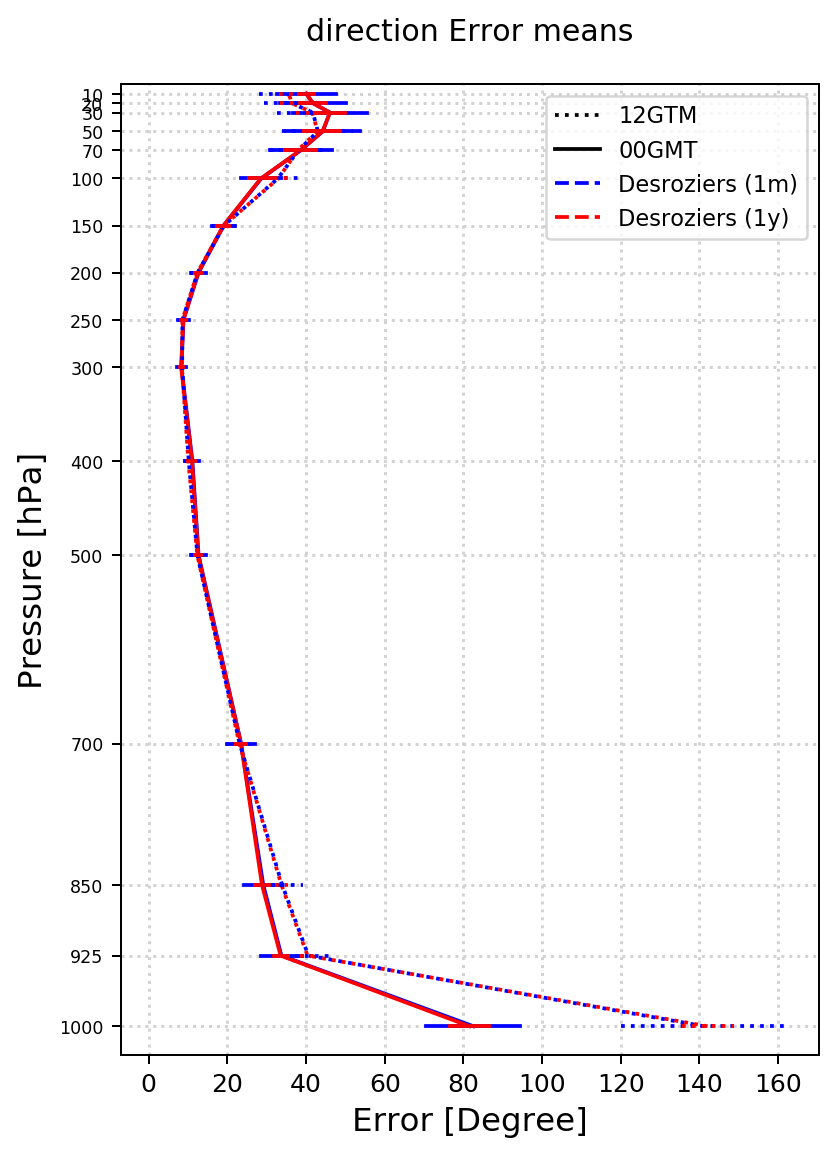 direction Error means
10
20
30
50
70
100
150
200
250
300
400
500
700
850
925
1000
Pressure [hPa]
12GTM
00GMT
Desroziers (1m)
Desroziers (1y)
0 20 40 60 80 100 120 140 160
Error [Degree]